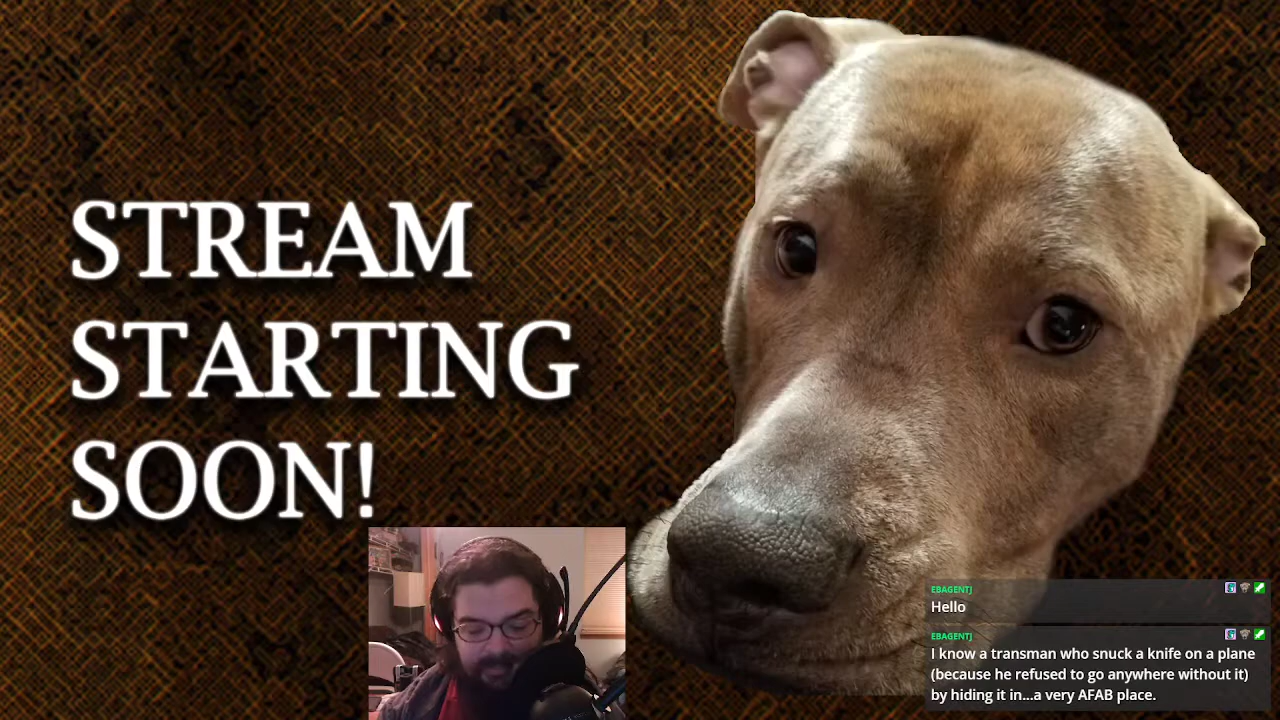 STREAM
STARTING
SOON!
EBAGENTJ
Hello
EBAGENTJ
I know a transman who snuck a knife on a plane
(because he refused to go anywhere without it)
by hiding it in...a very AFAB place.